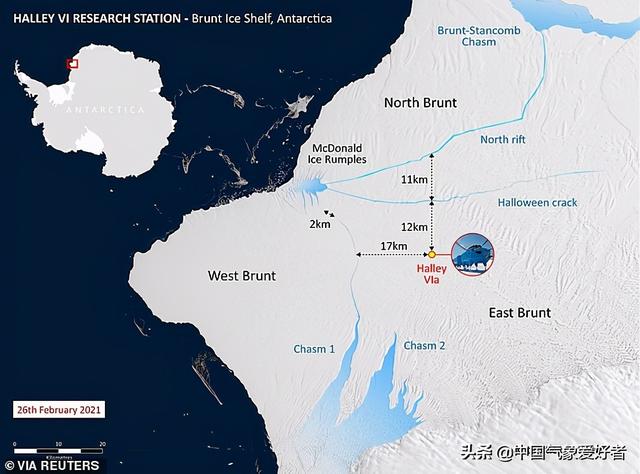 HALLEY VI RESEARCH STATION - Brunt Ice Shelf, Antarctica
Brunt-Stancomb
Chasm
ANTARCTICA
North Brunt
McDonald
Ice Rumples
North rift
11km
Halloween crack
2km
12km
17km
Halley
VIa
West Brunt
East Brunt
Chasm 1
Chasm 2
26th February 2021
0 10 20
Kilometres
© VIA REUTERS
头条 @中国气象爱好者